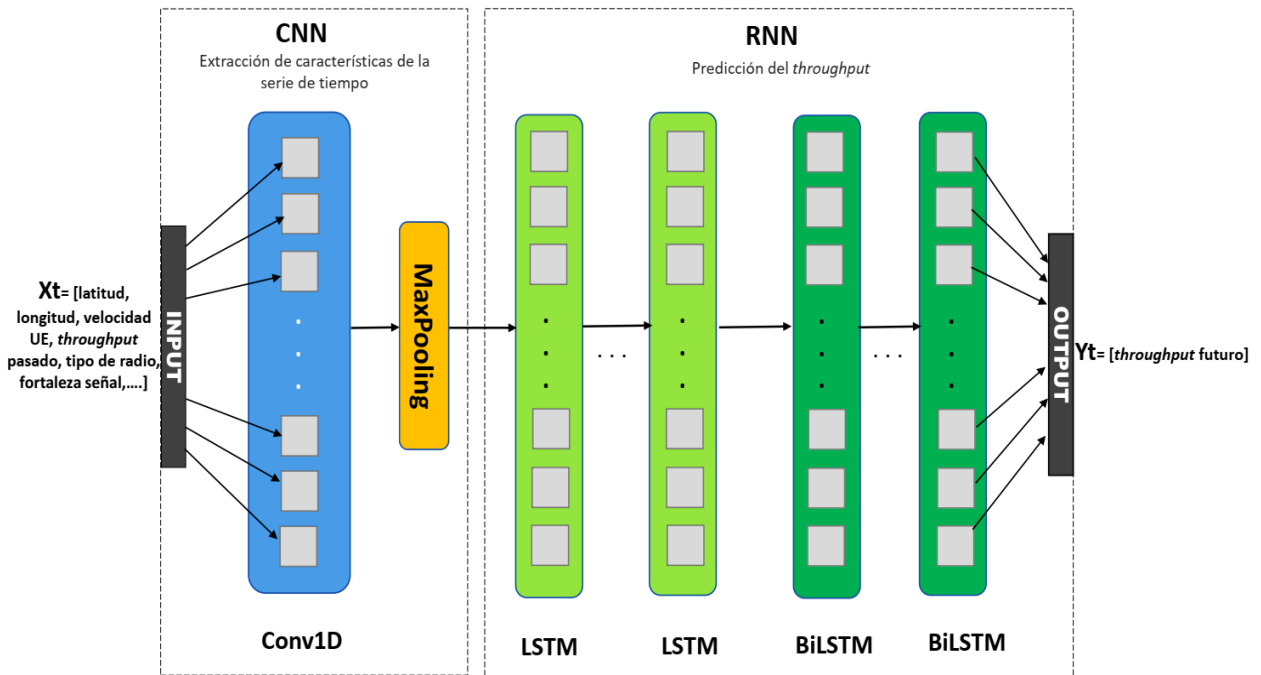 CNN
Extracción de características de la
serie de tiempo
RNN
Predicción del throughput
Xt= [latitud,
longitud, velocidad
UE, throughput
pasado, tipo de radio,
fortaleza señal,....]
INPUT
MaxPooling
. . .
. . .
OUTPUT
Yt= [throughput futuro]
Conv1D
LSTM
LSTM
BiLSTM
BiLSTM